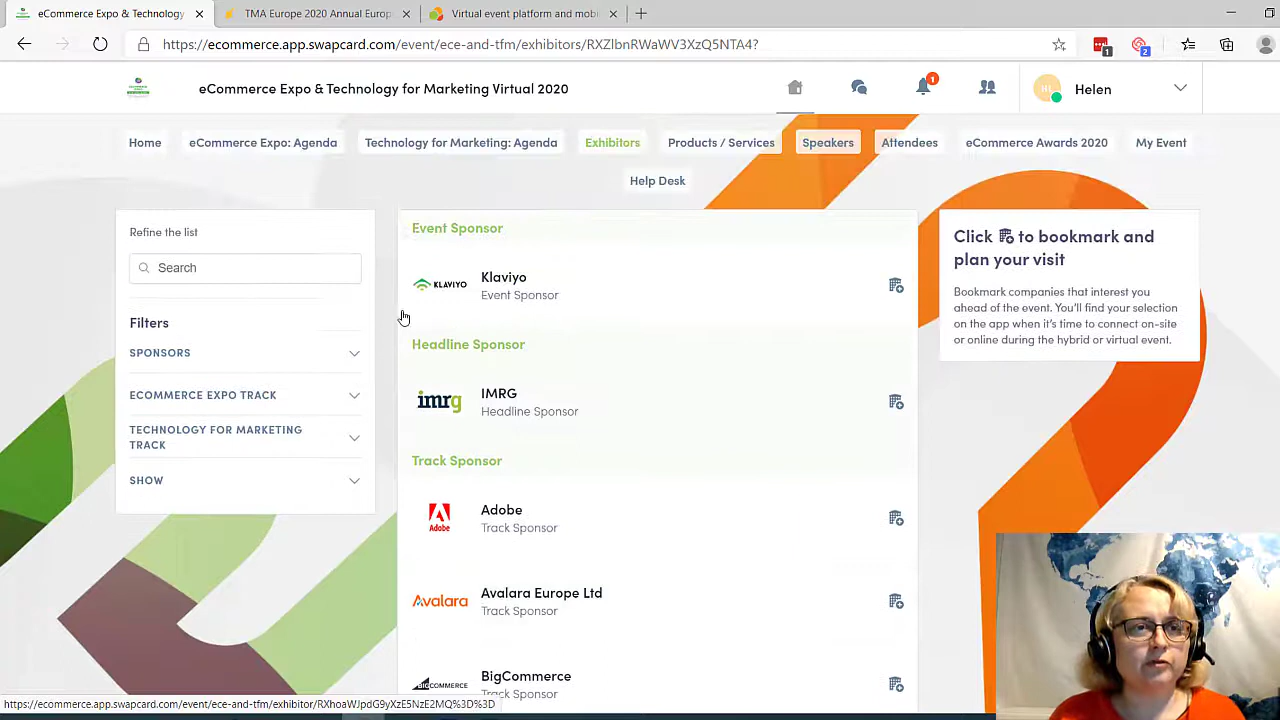 eCommerce Expo & Technology
TMA Europe 2020 Annual Europ
Virtual event platform and mob
https://ecommerce.app.swapcard.com/event/ece-and-tfm/exhibitors/RXZlbnRWaWV3XzQ5NTA4?
1
2
eCommerce Expo & Technology for Marketing Virtual 2020
1
Helen
Home
eCommerce Expo: Agenda
Technology for Marketing: Agenda
Exhibitors
Products / Services
Speakers
Attendees
eCommerce Awards 2020
My Event
Help Desk
Refine the list
Search
Filters
SPONSORS
ECOMMERCE EXPO TRACK
TECHNOLOGY FOR MARKETING
TRACK
SHOW
Event Sponsor
KLAVIYO
Klaviyo
Event Sponsor
Headline Sponsor
imrg
IMRG
Headline Sponsor
Track Sponsor
Adobe
Adobe
Track Sponsor
Avalara
Avalara Europe Ltd
Track Sponsor
BIGCOMMERCE
BigCommerce
Track Sponsor
Click to bookmark and
plan your visit
Bookmark companies that interest you
ahead of the event. You'll find your selection
on the app when it's time to connect on-site
or online during the hybrid or virtual event.
https://ecommerce.app.swapcard.com/event/ece-and-tfm/exhibitor/RXhoaWJpdG9yXzE5NzE2MQ%3D%3D